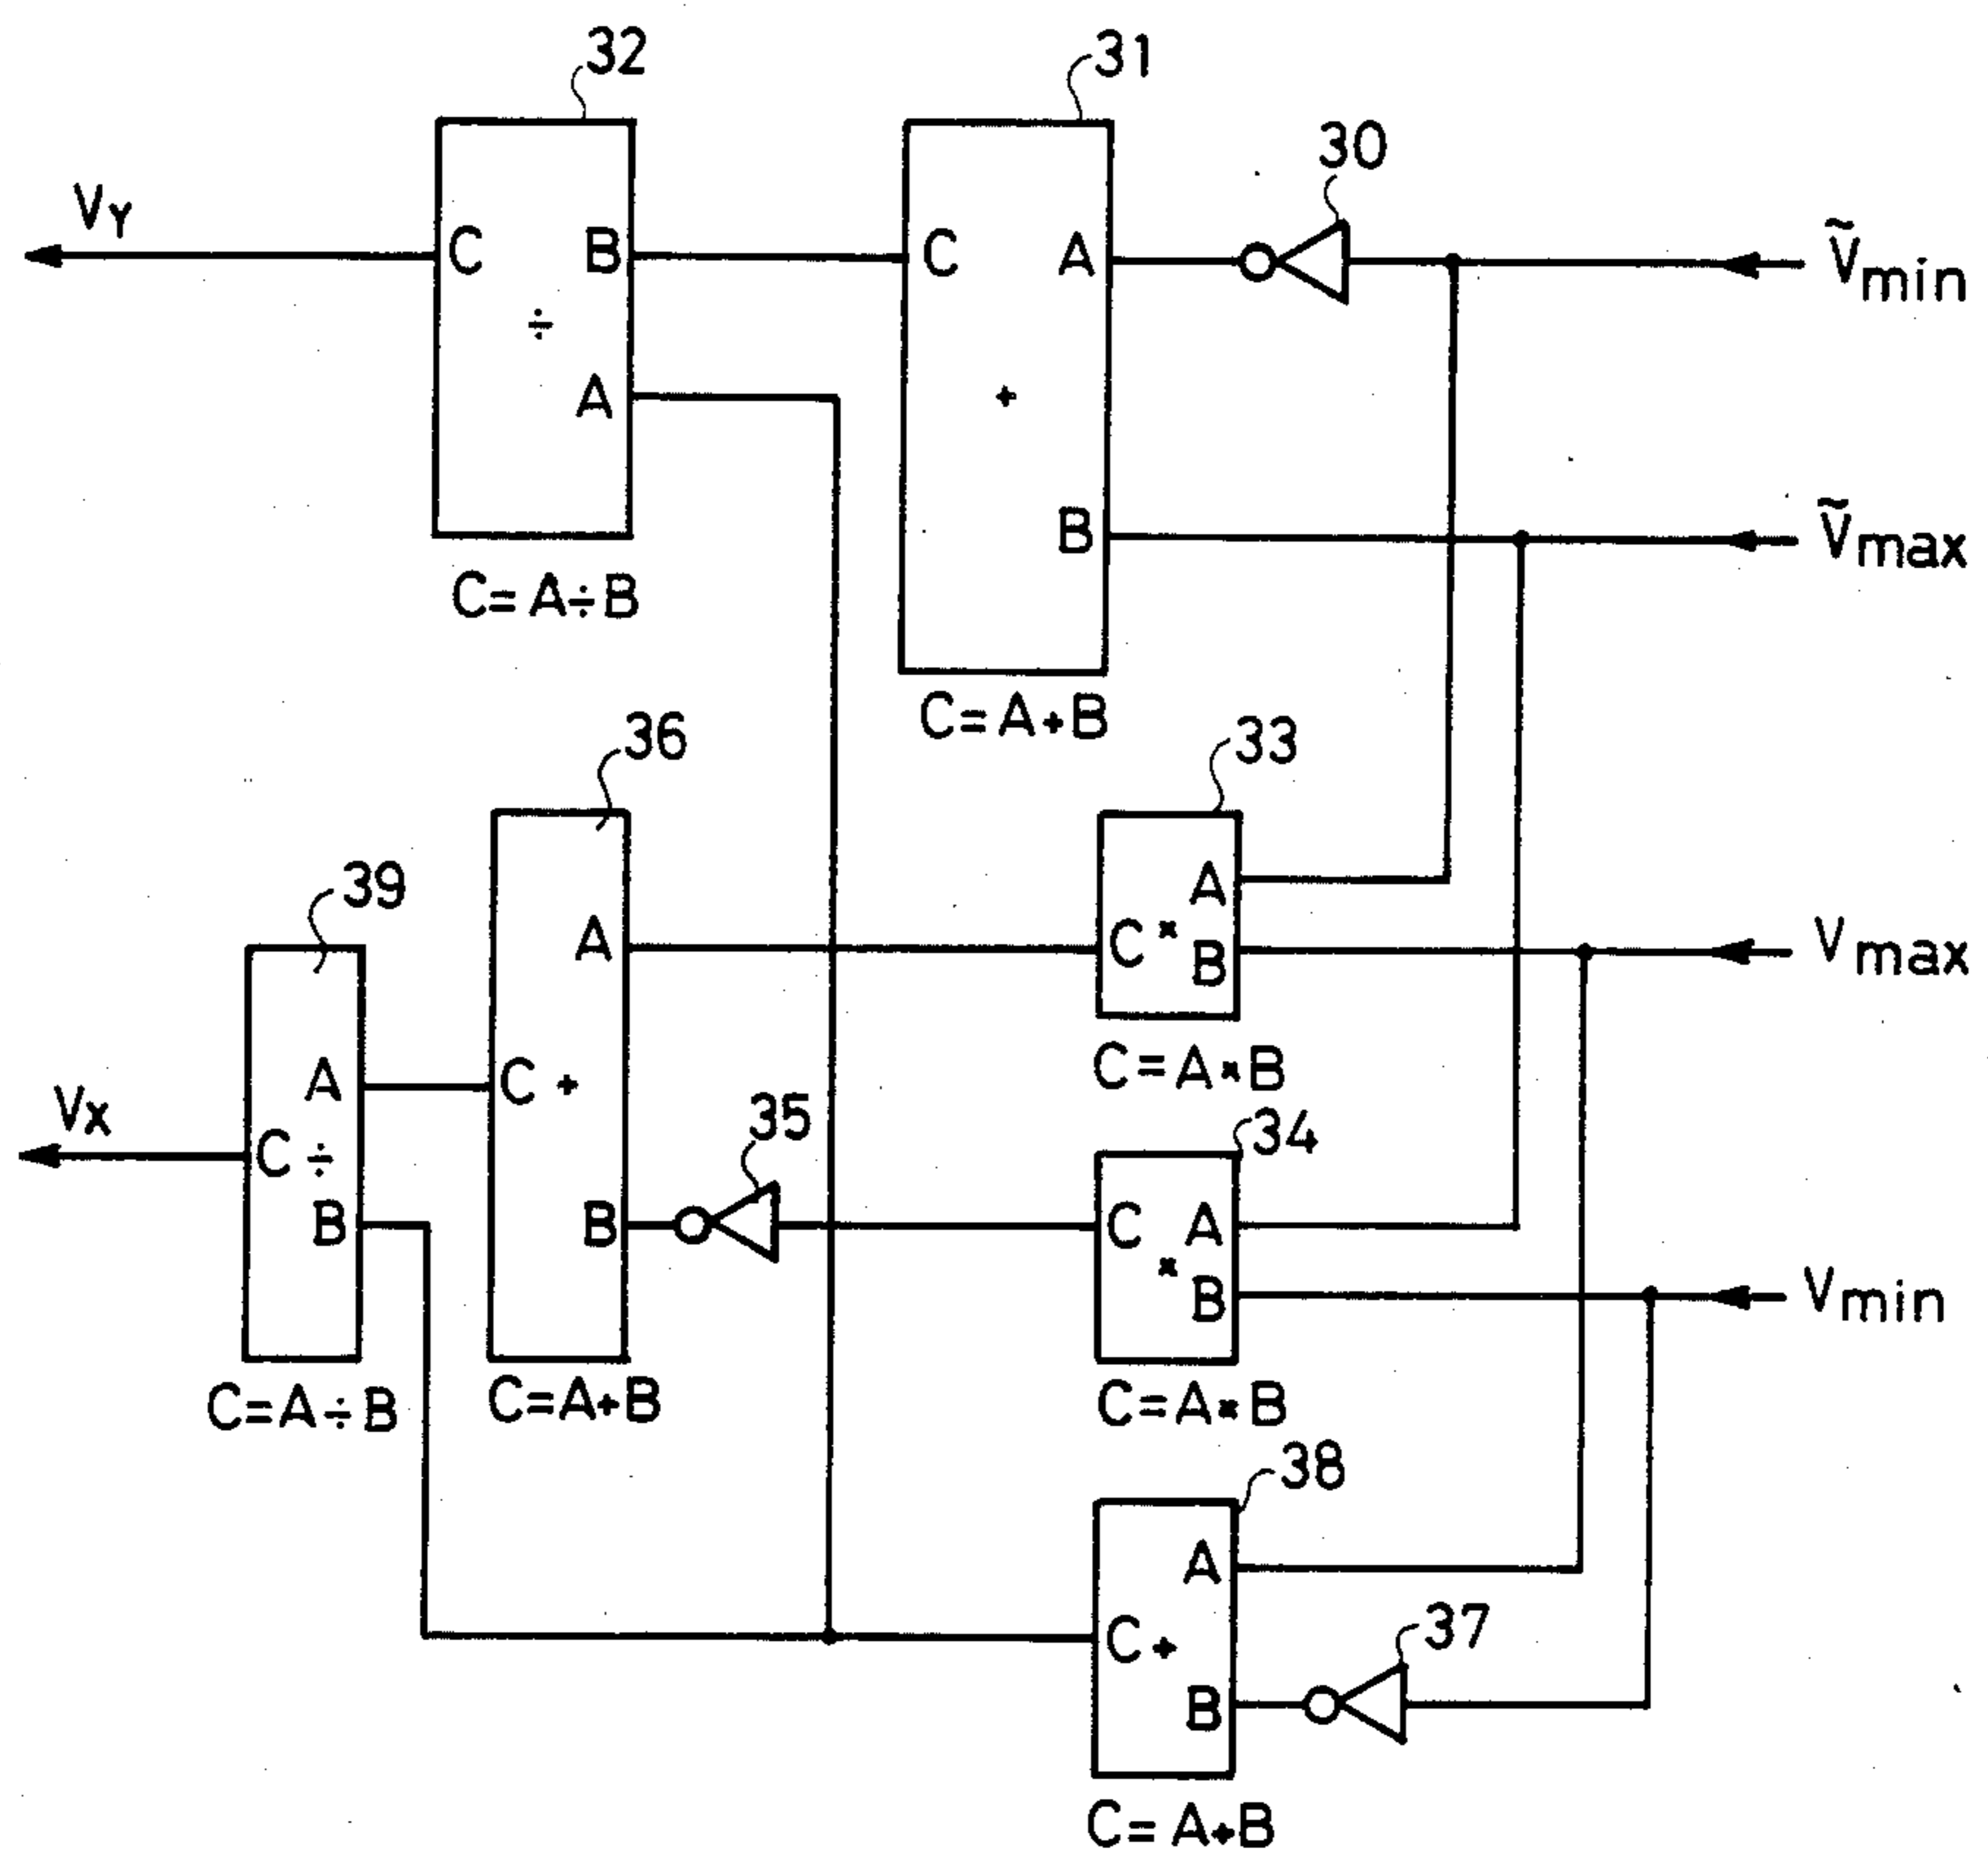 32
31
30
VY
C
B
÷
A
C=A÷B
C
A
+
B
C=A+B
Ṽmin
Ṽmax
36
33
39
A
C+
B
C=A+B
A
C*
B
C=A*B
Vmax
A
C÷
B
C=A÷B
VX
35
34
C A
*
B
C=A*B
Vmin
38
A
C+
B
C=A+B
37